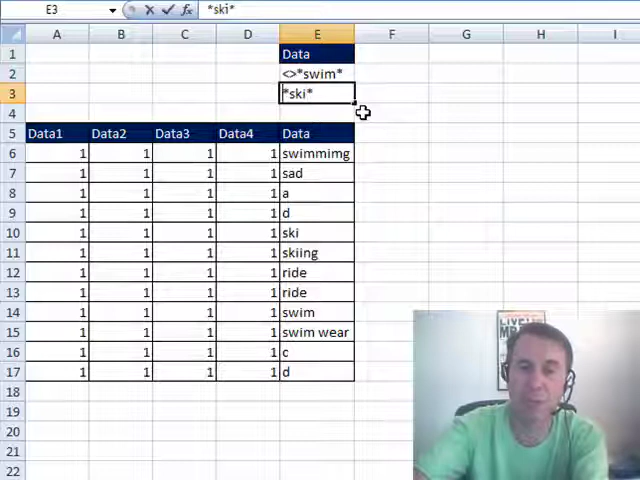 E3 fx *ski*
A B C D E F G H I
1 Data
2 <>*swim*
3 *ski*
4
5 Data1 Data2 Data3 Data4 Data
6 1 1 1 1 swimmimg
7 1 1 1 1 sad
8 1 1 1 1 a
9 1 1 1 1 d
10 1 1 1 1 ski
11 1 1 1 1 skiing
12 1 1 1 1 ride
13 1 1 1 1 ride
14 1 1 1 1 swim
15 1 1 1 1 swim wear
16 1 1 1 1 c
17 1 1 1 1 d
18
19
20
21
22